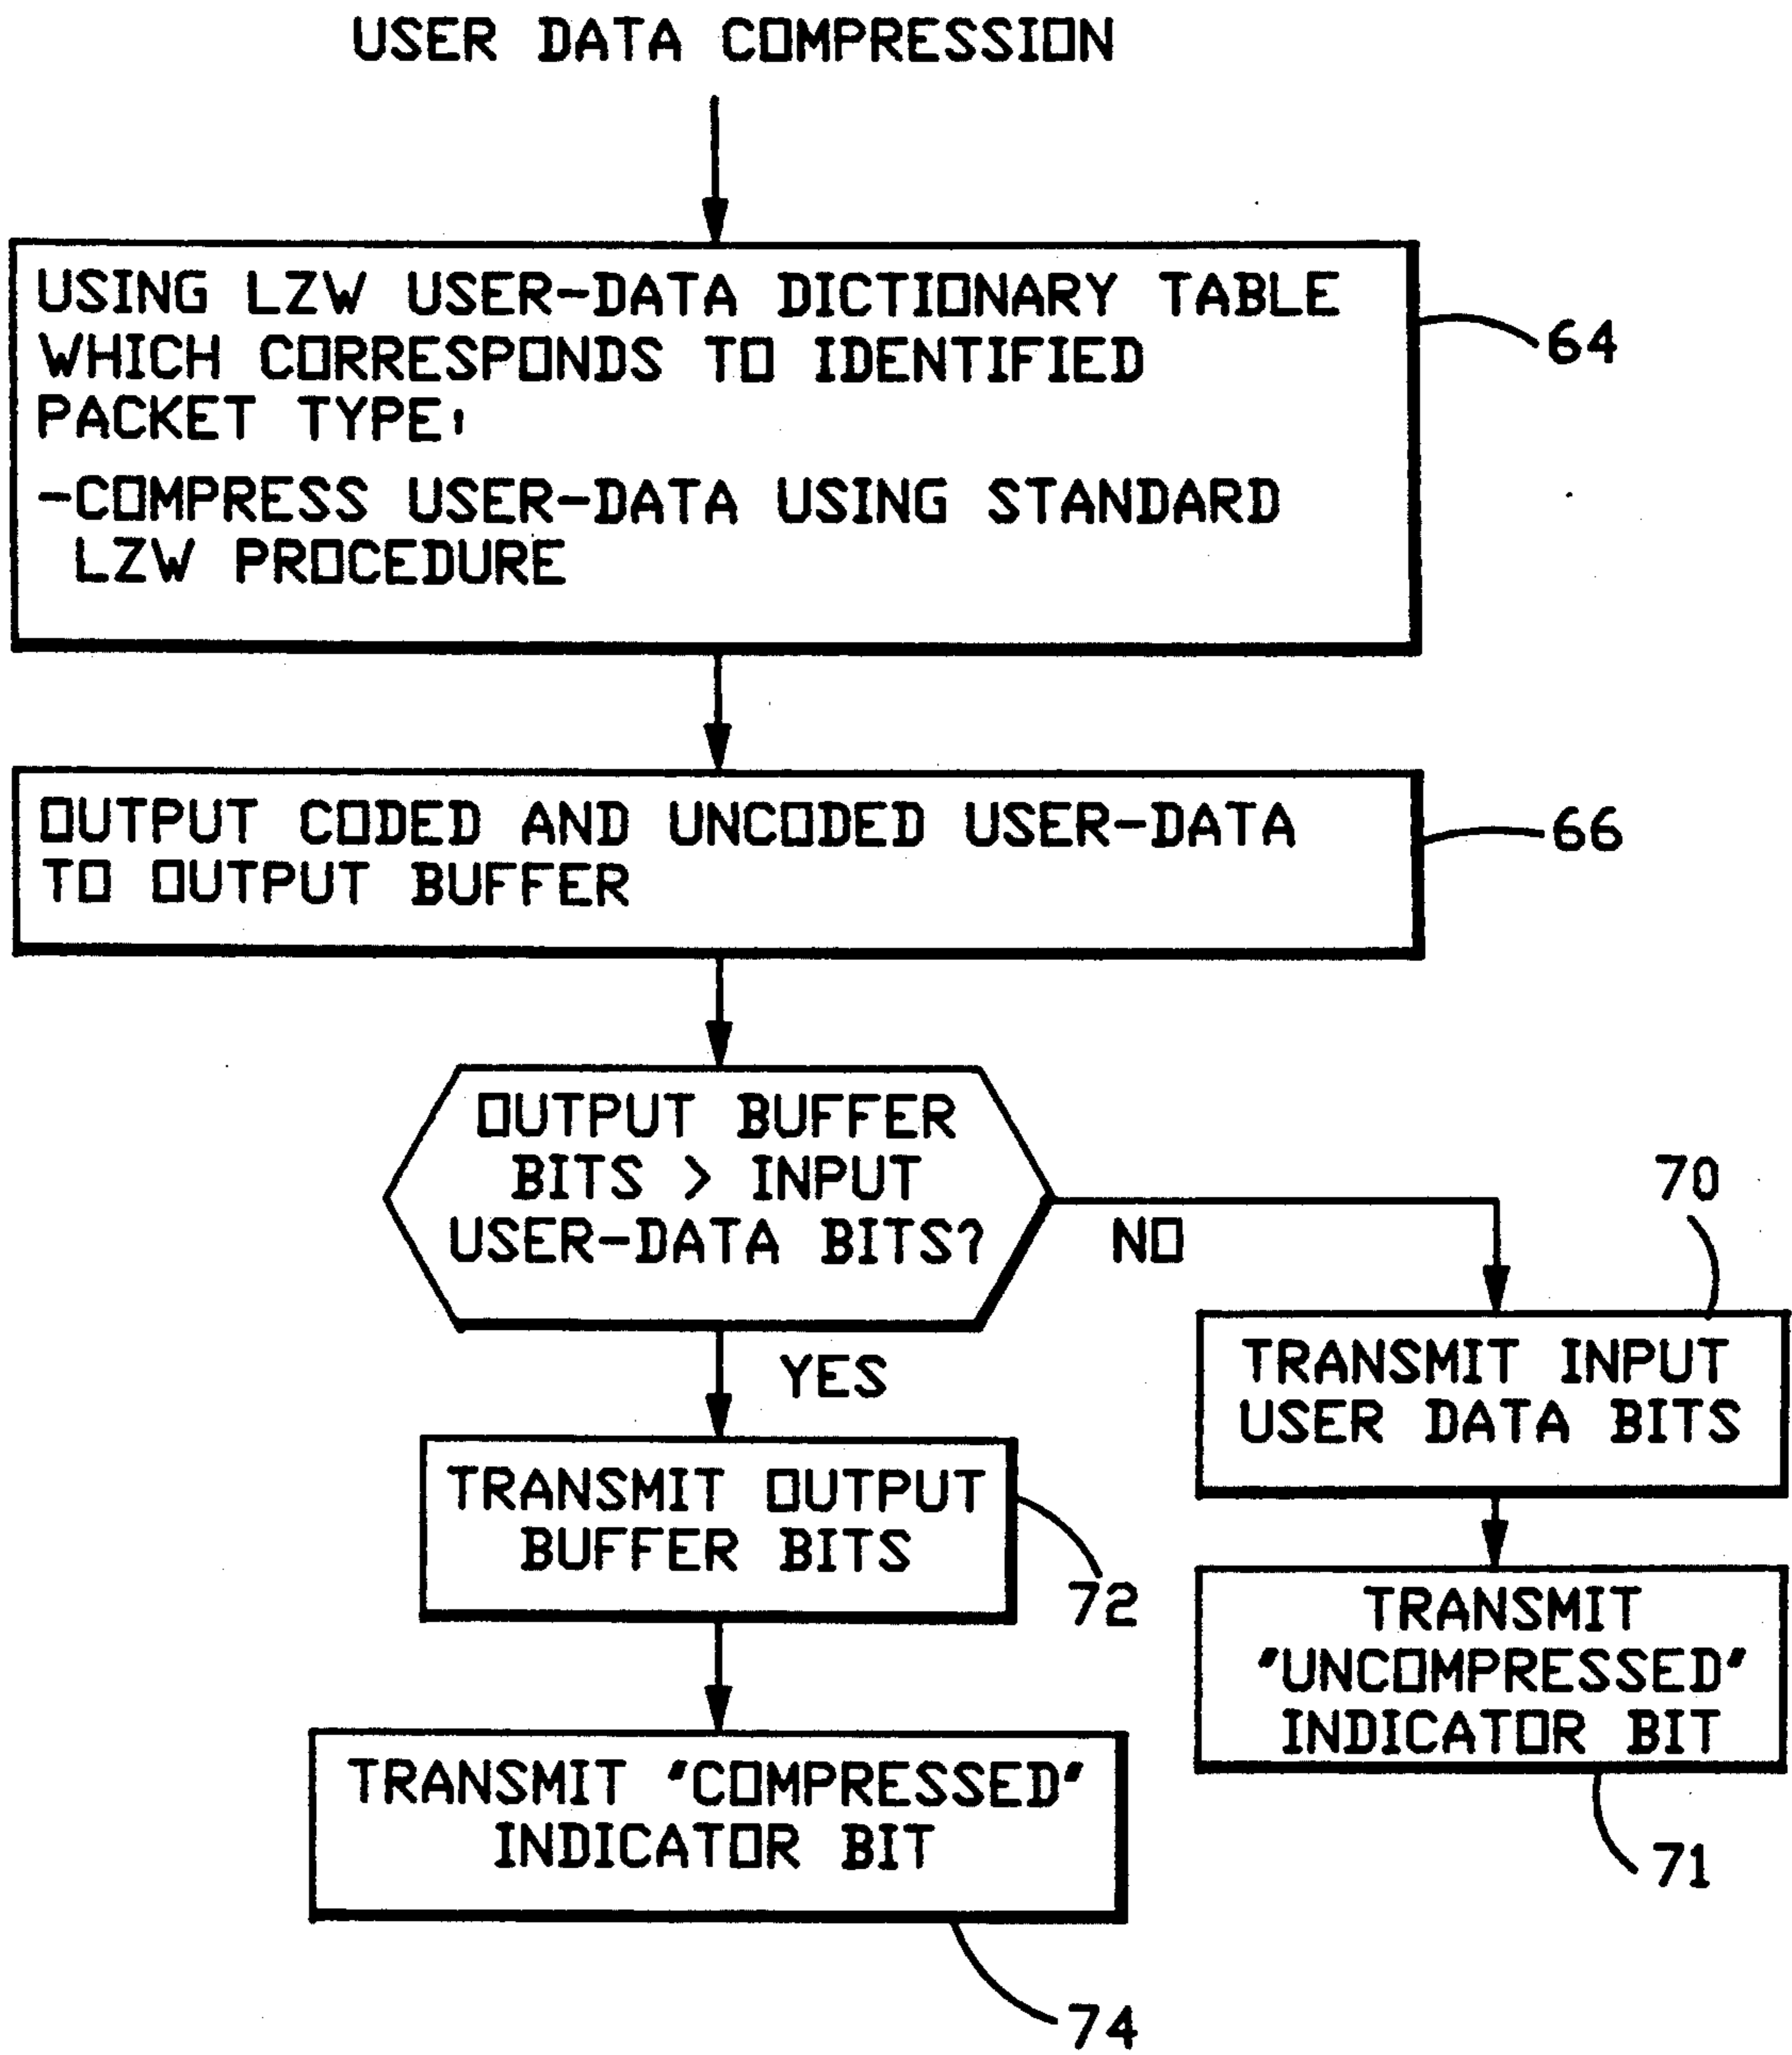 USER DATA COMPRESSION
USING LZW USER-DATA DICTIONARY TABLE
WHICH CORRESPONDS TO IDENTIFIED
PACKET TYPE:
-COMPRESS USER-DATA USING STANDARD
LZW PROCEDURE
64
OUTPUT CODED AND UNCODED USER-DATA
TO OUTPUT BUFFER
66
OUTPUT BUFFER
BITS > INPUT
USER-DATA BITS?
NO
70
YES
TRANSMIT INPUT
USER DATA BITS
TRANSMIT OUTPUT
BUFFER BITS
72
TRANSMIT
"UNCOMPRESSED"
INDICATOR BIT
71
TRANSMIT "COMPRESSED"
INDICATOR BIT
74